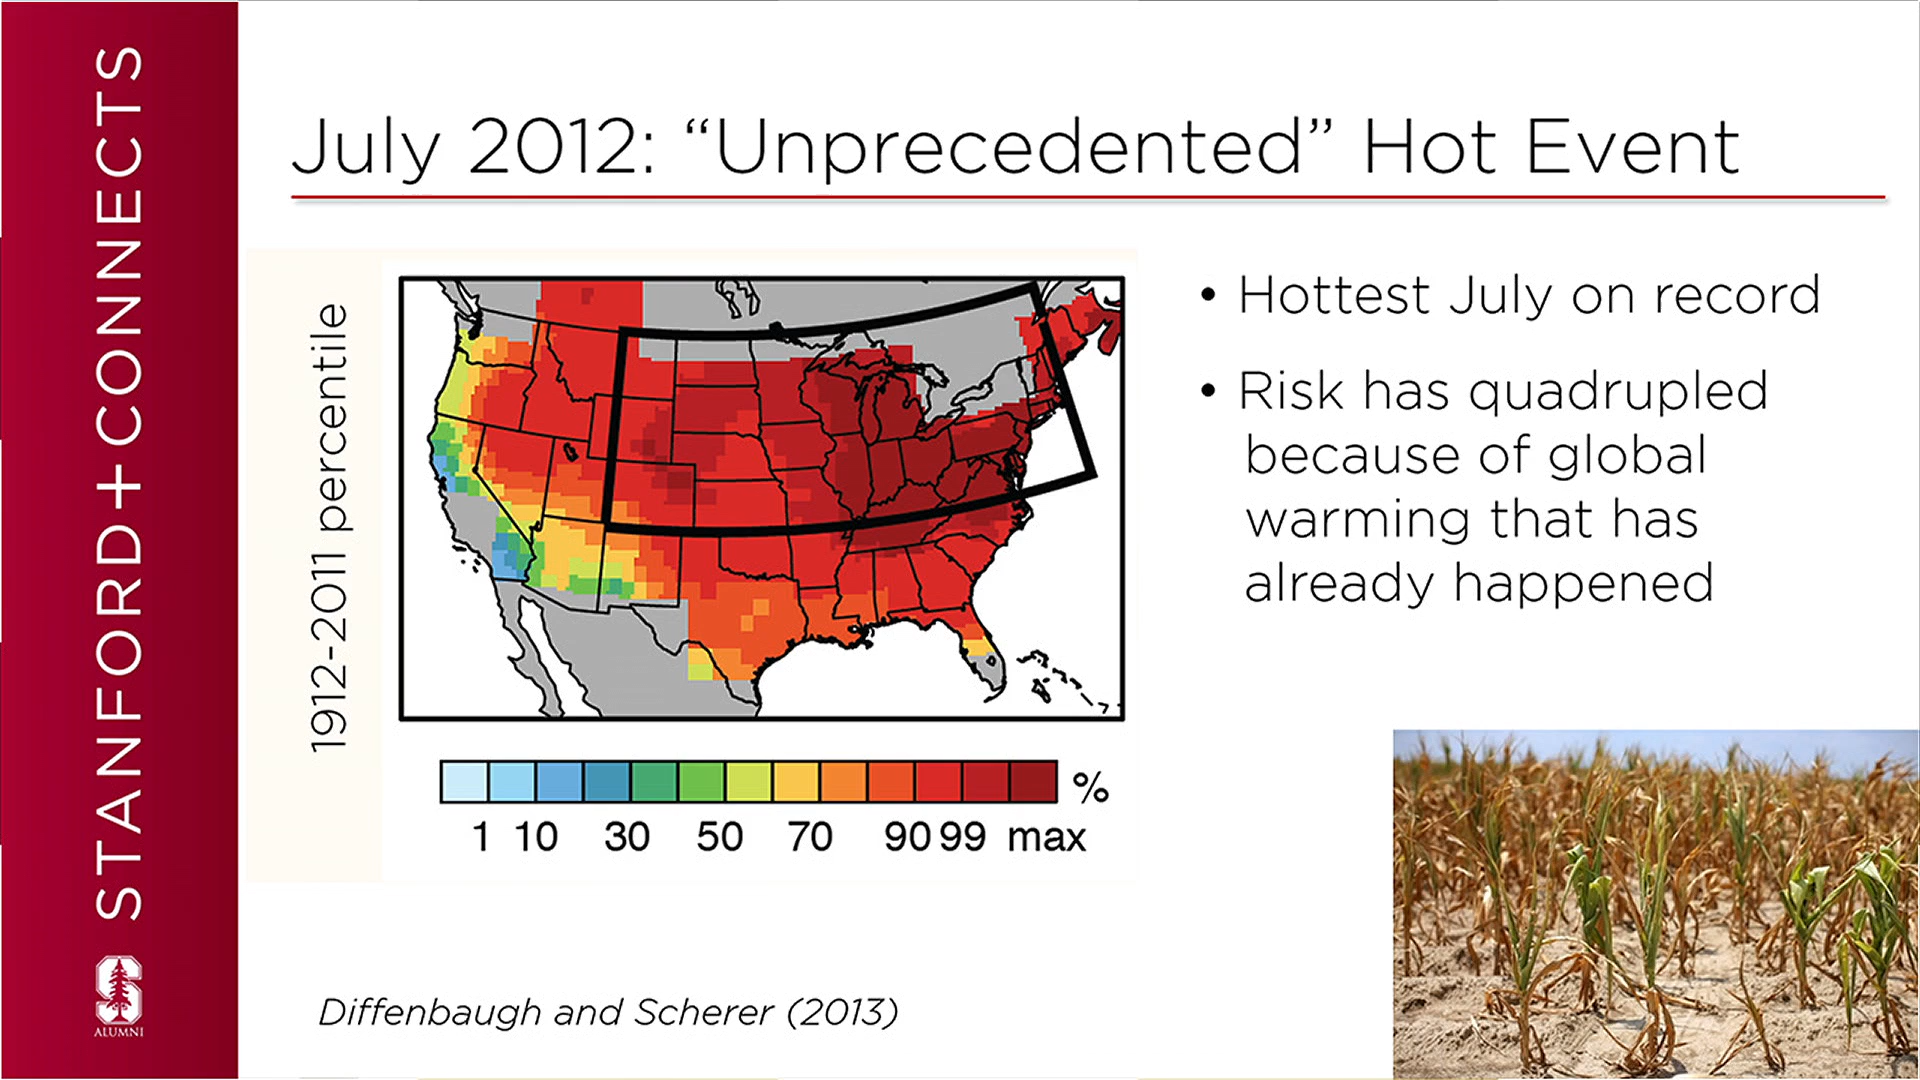 STANFORD+CONNECTS
S
ALUMNI
July 2012: “Unprecedented” Hot Event
1912-2011 percentile
1 10 30 50 70 90 99 max
%
• Hottest July on record
• Risk has quadrupled
because of global
warming that has
already happened
Diffenbaugh and Scherer (2013)